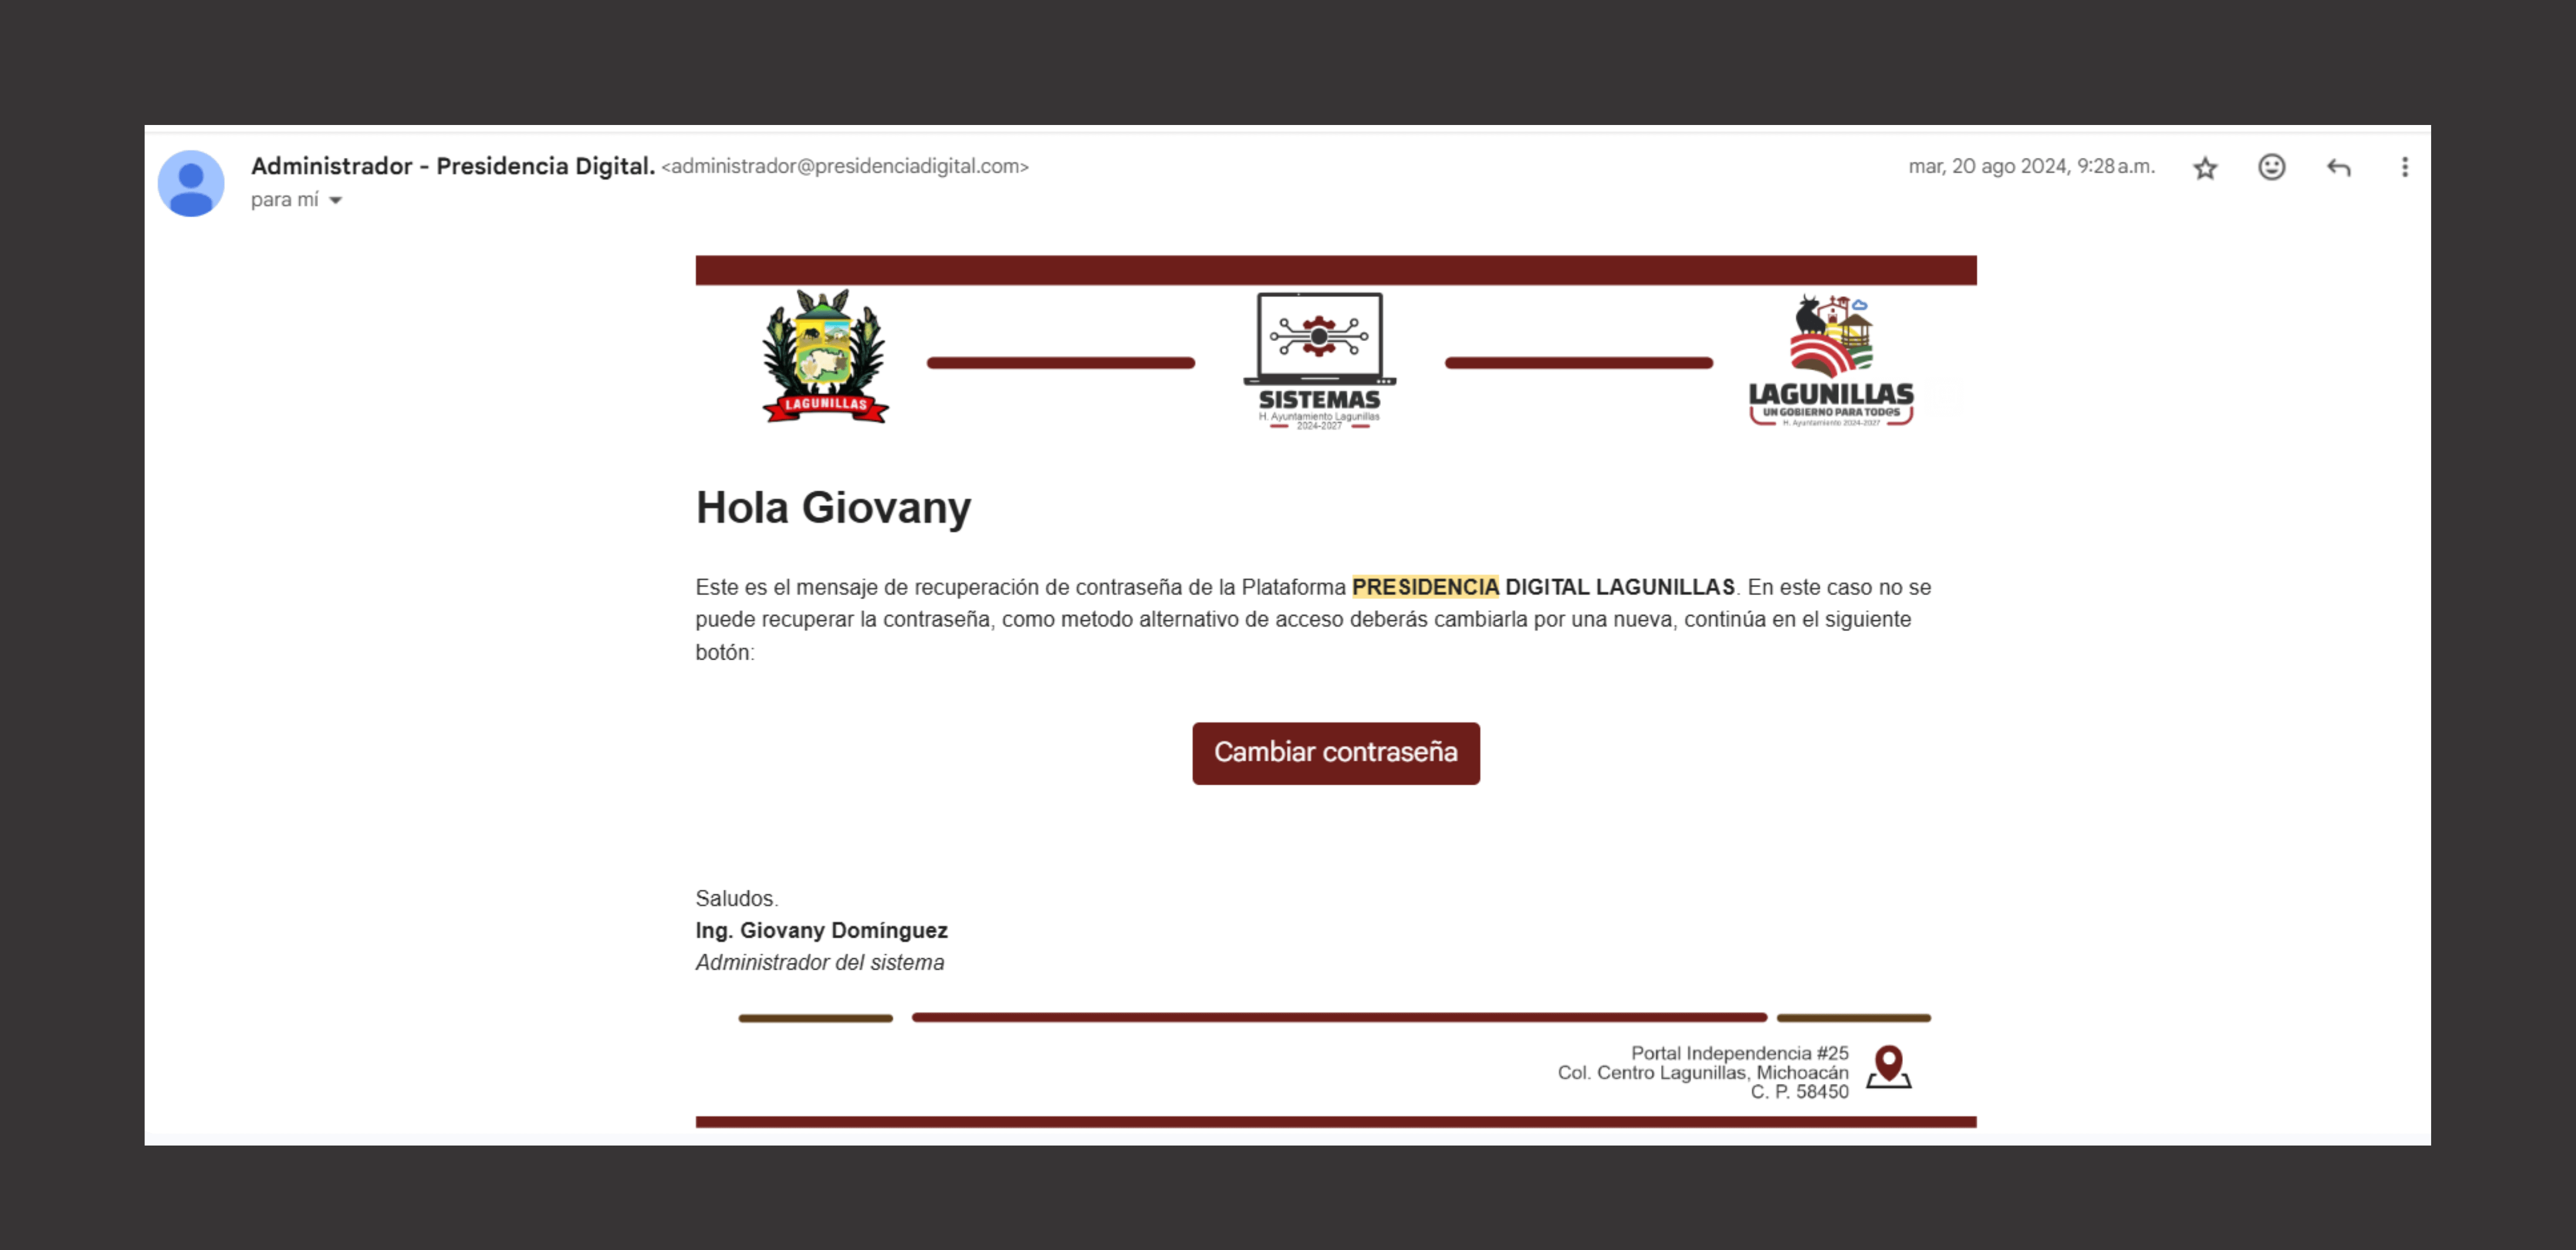 Administrador - Presidencia Digital. <administrador@presidenciadigital.com>
mar, 20 ago 2024, 9:28 a.m.
para mí
LAGUNILLAS
SISTEMAS
H. Ayuntamiento Lagunillas
2024-2027
LAGUNILLAS
UN GOBIERNO PARA TOD@S
H. Ayuntamiento 2024-2027
Hola Giovany
Este es el mensaje de recuperación de contraseña de la Plataforma PRESIDENCIA DIGITAL LAGUNILLAS. En este caso no se
puede recuperar la contraseña, como metodo alternativo de acceso deberás cambiarla por una nueva, continúa en el siguiente
botón:
Cambiar contraseña
Saludos.
Ing. Giovany Domínguez
Administrador del sistema
Portal Independencia #25
Col. Centro Lagunillas, Michoacán
C. P. 58450